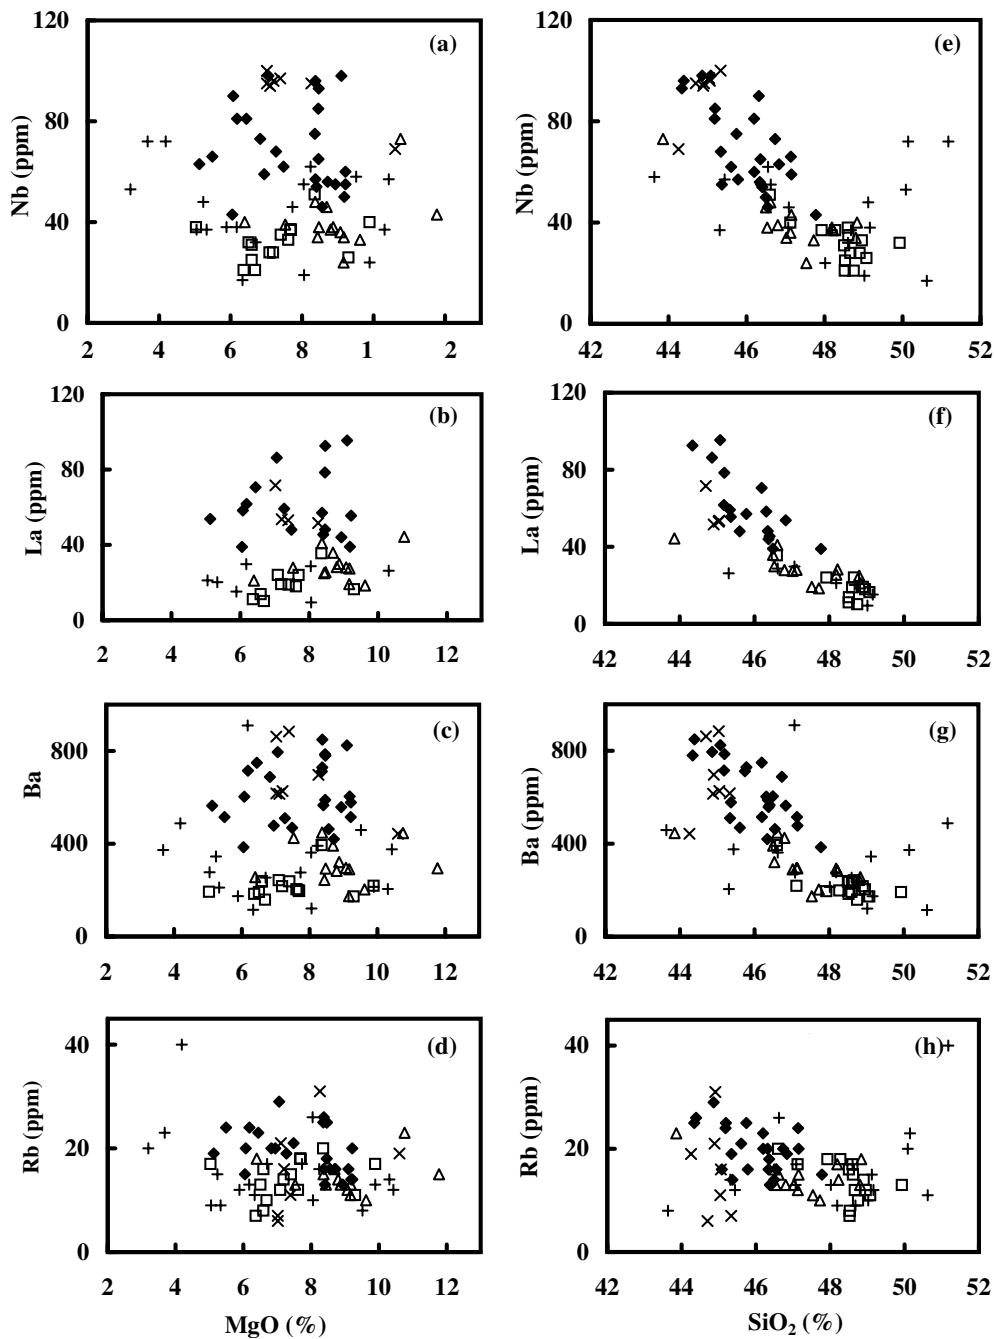 120
80
40
0
Nb (ppm)
(a)
2 4 6 8 1 2
120
80
40
0
Nb (ppm)
(e)
42 44 46 48 50 52
120
80
40
0
La (ppm)
(b)
2 4 6 8 10 12
120
80
40
0
La (ppm)
(f)
42 44 46 48 50 52
800
400
0
Ba
(c)
2 4 6 8 10 12
800
400
0
Ba (ppm)
(g)
42 44 46 48 50 52
40
20
0
Rb (ppm)
(d)
2 4 6 8 10 12
MgO (%)
40
20
0
Rb (ppm)
(h)
42 44 46 48 50 52
SiO₂ (%)